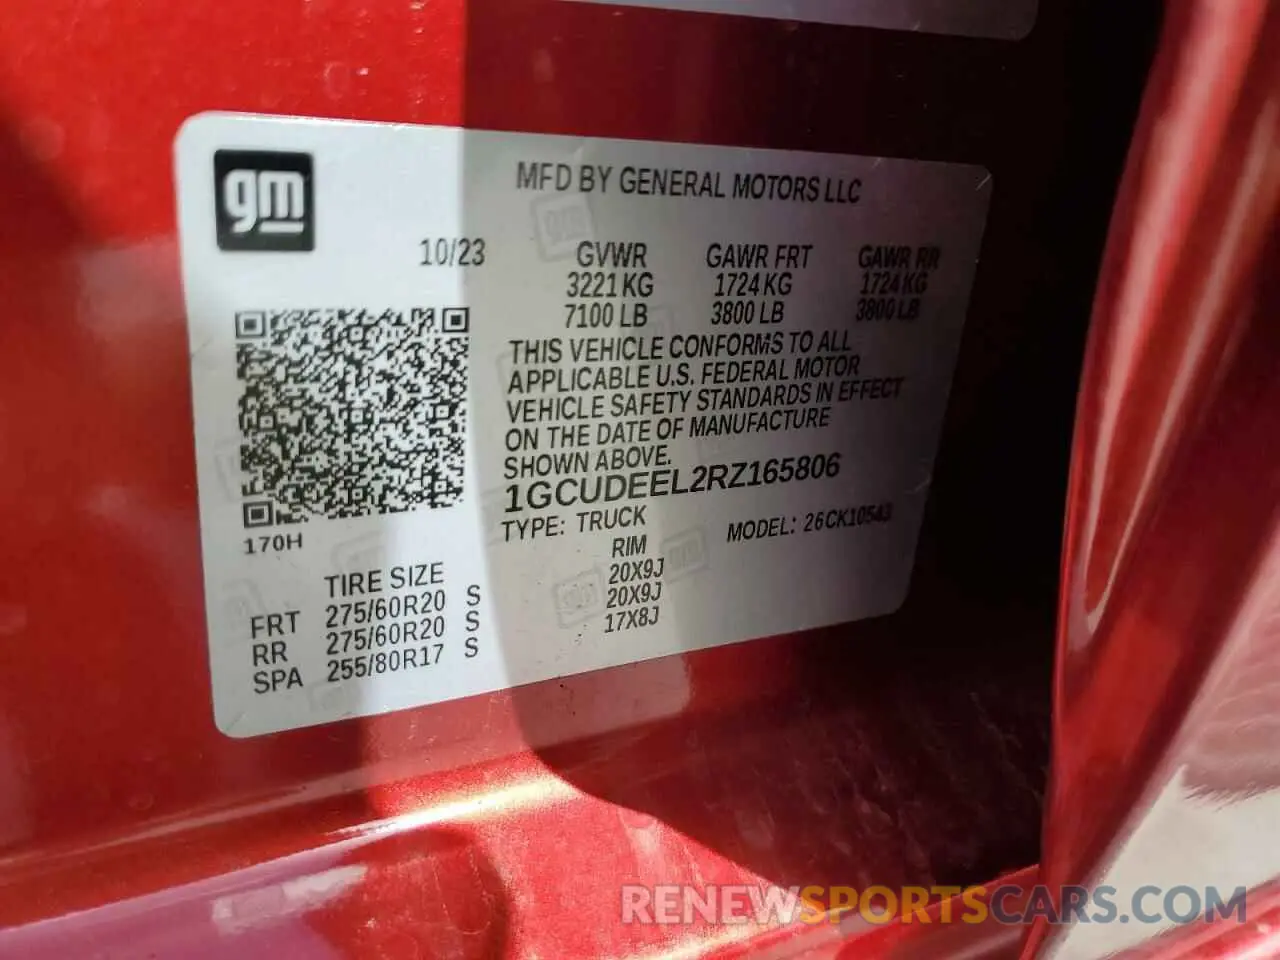 gm
MFD BY GENERAL MOTORS LLC
10/23 GVWR GAWR FRT GAWR RR
3221 KG 1724 KG 1724 KG
7100 LB 3800 LB 3800 LB
THIS VEHICLE CONFORMS TO ALL
APPLICABLE U.S. FEDERAL MOTOR
VEHICLE SAFETY STANDARDS IN EFFECT
ON THE DATE OF MANUFACTURE
SHOWN ABOVE.
1GCUDEEL2RZ165806
TYPE: TRUCK MODEL: 26CK10543
170H
TIRE SIZE RIM
FRT 275/60R20 S 20X9J
RR 275/60R20 S 20X9J
SPA 255/80R17 S 17X8J
RENEWSPORTSCARS.COM